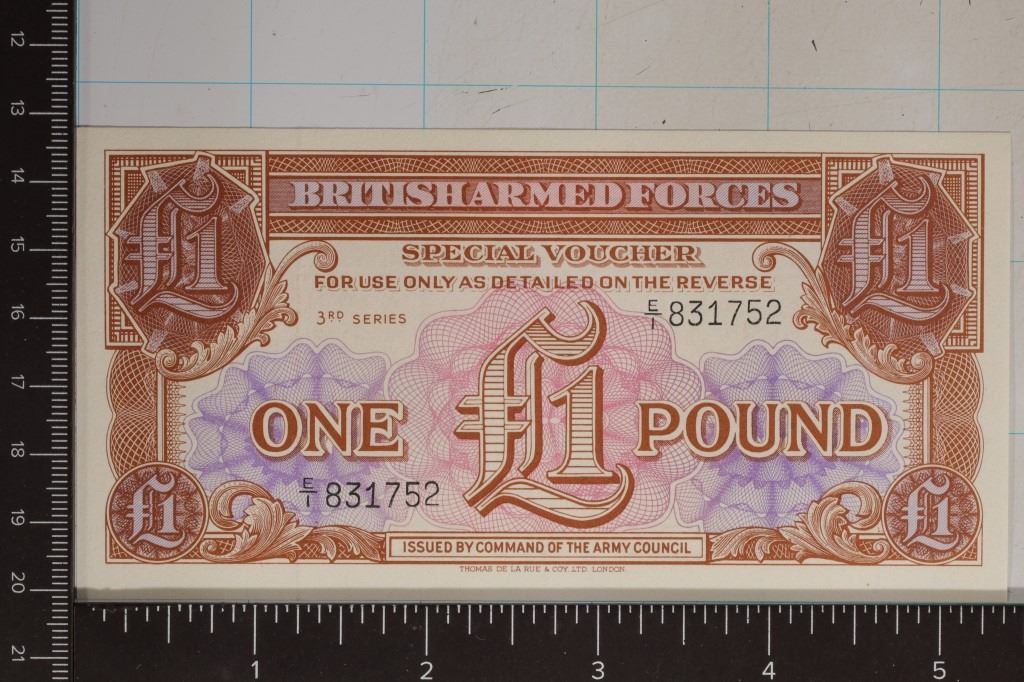 BRITISH ARMED FORCES
SPECIAL VOUCHER
FOR USE ONLY AS DETAILED ON THE REVERSE
3RD SERIES
E/1 831752
£1
£1
£1
ONE
POUND
E/1 831752
£1
£1
ISSUED BY COMMAND OF THE ARMY COUNCIL
THOMAS DE LA RUE & COY. LTD. LONDON.
12
13
14
15
16
17
18
19
20
21
1 2 3 4 5